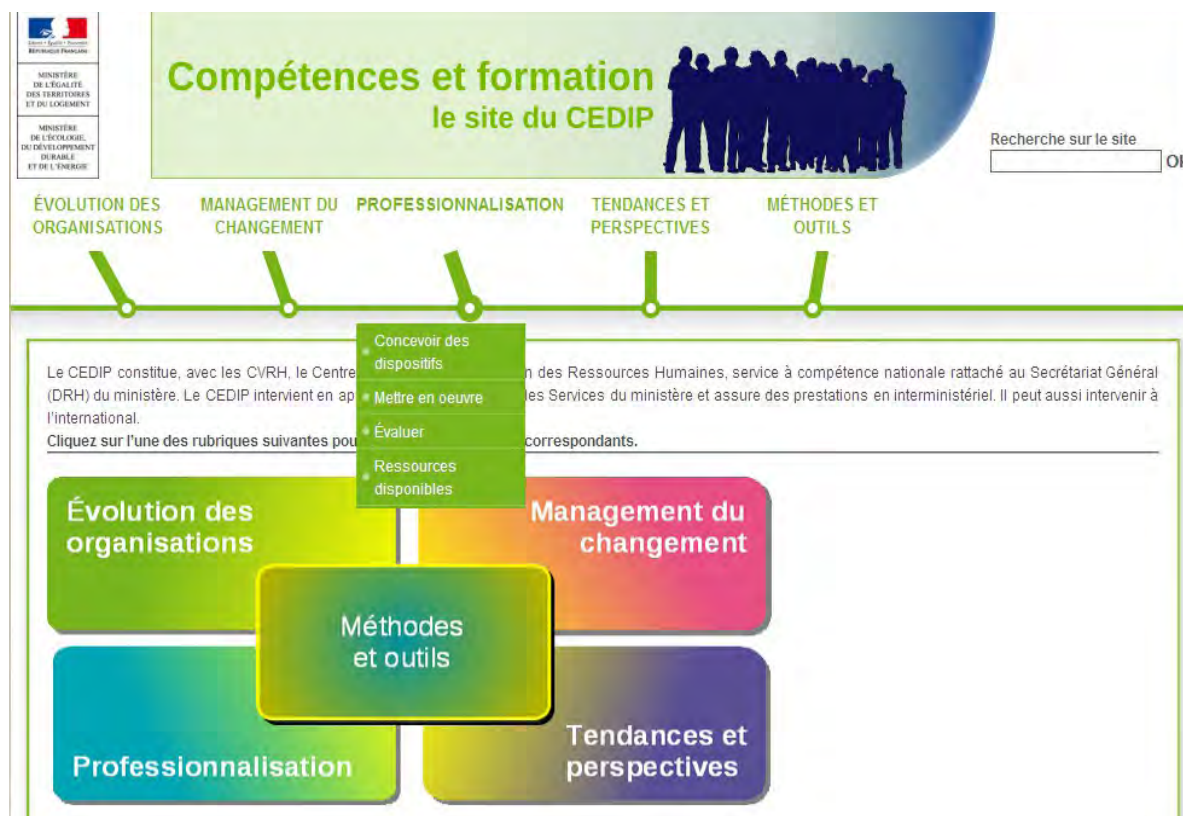 Liberté • Égalité • Fraternité
RÉPUBLIQUE FRANÇAISE
MINISTÈRE
DE L'ÉGALITÉ
DES TERRITOIRES
ET DU LOGEMENT
MINISTÈRE
DE L'ÉCOLOGIE,
DU DÉVELOPPEMENT
DURABLE
ET DE L'ÉNERGIE
Compétences et formation
le site du CEDIP
Recherche sur le site
ÉVOLUTION DES
ORGANISATIONS
MANAGEMENT DU
CHANGEMENT
PROFESSIONNALISATION
TENDANCES ET
PERSPECTIVES
MÉTHODES ET
OUTILS
Concevoir des
dispositifs
Mettre en oeuvre
Évaluer
Ressources
disponibles
Le CEDIP constitue, avec les CVRH, le Centre des Ressources Humaines, service à compétence nationale rattaché au Secrétariat Général
(DRH) du ministère. Le CEDIP intervient en Services du ministère et assure des prestations en interministériel. Il peut aussi intervenir à
l'international.
Cliquez sur l'une des rubriques suivantes correspondants.
Évolution des
organisations
Management du
changement
Méthodes
et outils
Professionnalisation
Tendances et
perspectives